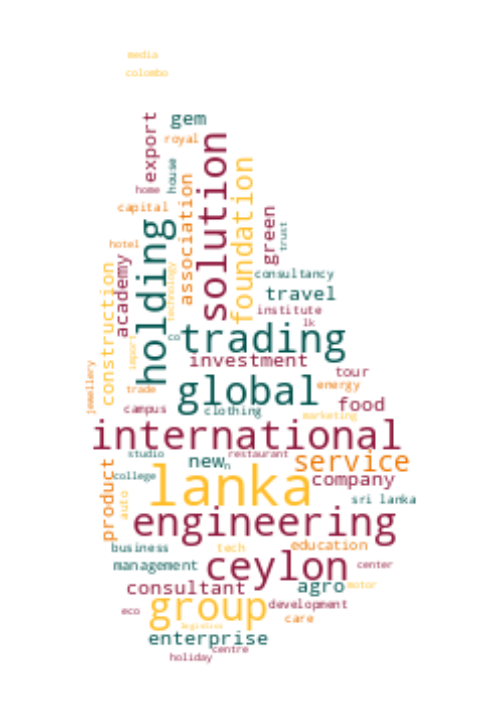 media
colombo
export
gem
royal
solution
house
home
foundation
association
capital
green
trust
holding
hotel
academy
construction
technology
consultancy
travel
institute
lk
co
trading
import
investment
tour
jewellery
trade
global
energy
food
campus
clothing
marketing
international
studio
restaurant
new
service
product
college
lanka
company
auto
sri lanka
engineering
business
tech
education
management
ceylon
center
consultant
agro
motor
eco
group
development
care
logistics
enterprise
centre
holiday